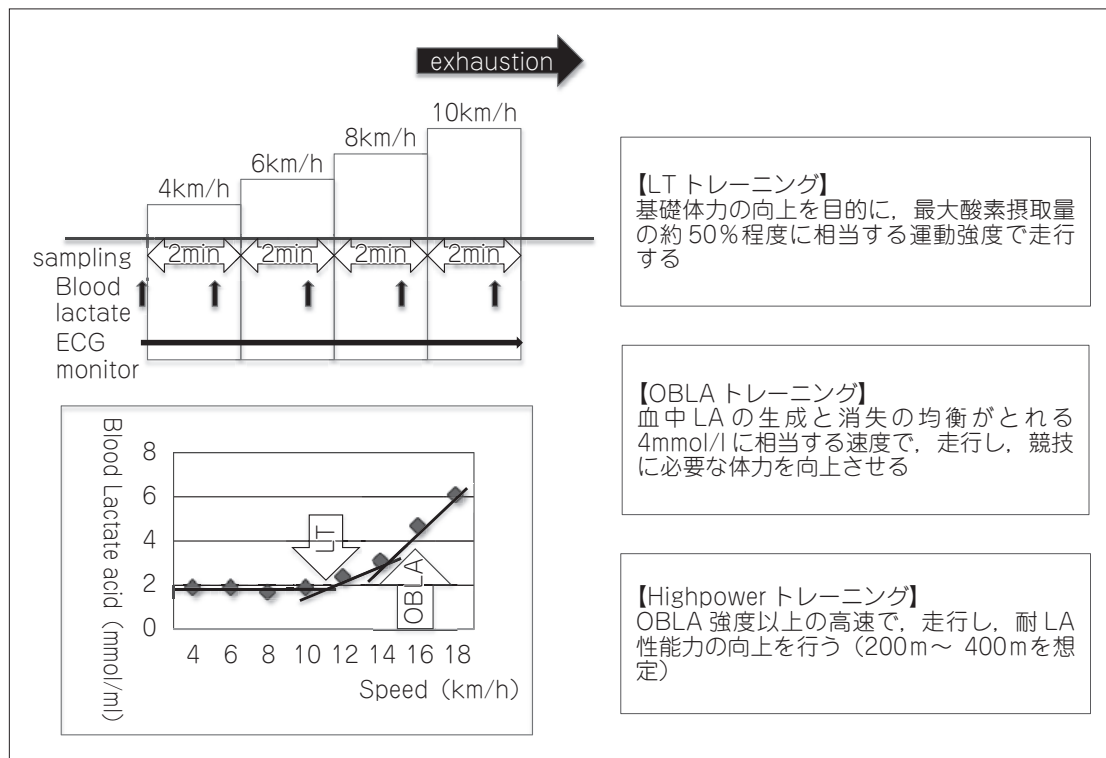 exhaustion
10km/h
8km/h
6km/h
4km/h
sampling
2min 2min 2min 2min
Blood
lactate
ECG
monitor
Blood Lactate acid (mmol/ml)
8
6
4
2
0
LT
OBLA
4 6 8 10 12 14 16 18
Speed (km/h)
【LT トレーニング】
基礎体力の向上を目的に，最大酸素摂取量
の約 50％程度に相当する運動強度で走行
する
【OBLA トレーニング】
血中 LA の生成と消失の均衡がとれる
4mmol/l に相当する速度で，走行し，競技
に必要な体力を向上させる
【Highpower トレーニング】
OBLA 強度以上の高速で，走行し，耐 LA
性能力の向上を行う（200m～ 400mを想
定）